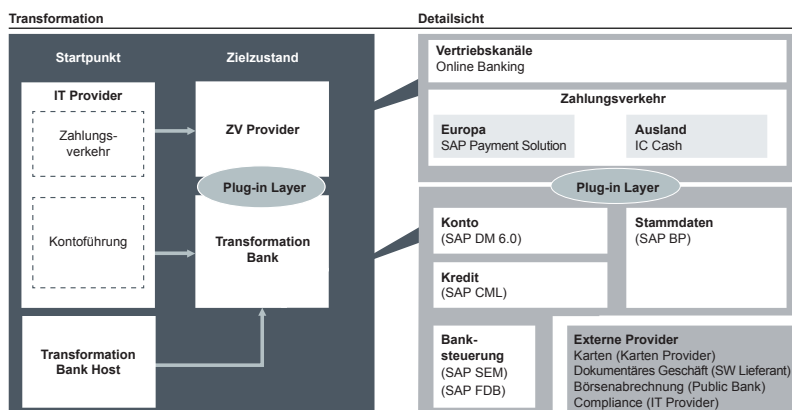 Transformation
Detailsicht
Startpunkt
Zielzustand
IT Provider
Zahlungs-
verkehr
Kontoführung
Transformation
Bank Host
ZV Provider
Plug-in Layer
Transformation
Bank
Vertriebskanäle
Online Banking
Zahlungsverkehr
Europa
SAP Payment Solution
Ausland
IC Cash
Plug-in Layer
Konto
(SAP DM 6.0)
Stammdaten
(SAP BP)
Kredit
(SAP CML)
Bank-
steuerung
(SAP SEM)
(SAP FDB)
Externe Provider
Karten (Karten Provider)
Dokumentäres Geschäft (SW Lieferant)
Börsenabrechnung (Public Bank)
Compliance (IT Provider)